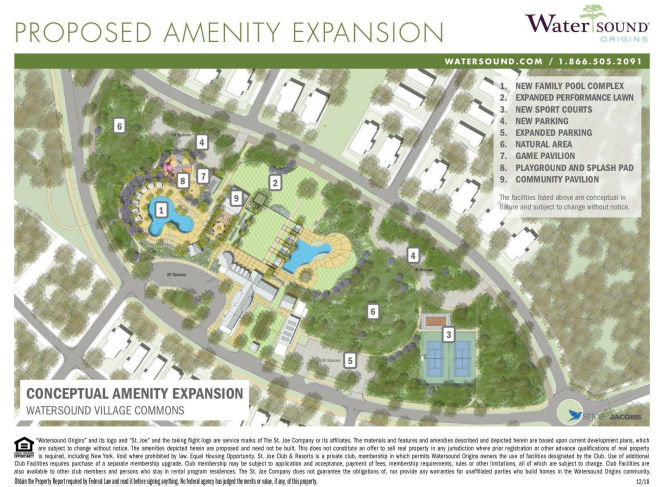 PROPOSED AMENITY EXPANSION
WaterSOUND
ORIGINS
WATERSOUND.COM / 1.866.505.2091
1. NEW FAMILY POOL COMPLEX
2. EXPANDED PERFORMANCE LAWN
3. NEW SPORT COURTS
4. NEW PARKING
5. EXPANDED PARKING
6. NATURAL AREA
7. GAME PAVILION
8. PLAYGROUND AND SPLASH PAD
9. COMMUNITY PAVILION
The facilities listed above are conceptual in
nature and subject to change without notice.
6
Spaces
4
8
7
2
9
1
4
Spaces
Spaces
6
3
Spaces
5
CONCEPTUAL AMENITY EXPANSION
WATERSOUND VILLAGE COMMONS
ST.JOE JACOBS
"Watersound Origins" and its logo and "St. Joe" and the taking flight logo are service marks of The St. Joe Company or its affiliates. The materials and features and amenities described and depicted herein are based upon current development plans, which
are subject to change without notice. The amenities depicted herein are proposed and need not be built. This does not constitute an offer to sell real property in any jurisdiction where prior registration or other advance qualifications of real property
is required, including New York. Void where prohibited by law. Equal Housing Opportunity. St. Joe Club & Resorts is a private club, membership in which permits Watersound Origins owners the use of facilities designated by the Club. Use of additional
Club Facilities requires purchase of a separate membership upgrade. Club membership may be subject to application and acceptance, payment of fees, membership requirements, rules or other limitations, all of which are subject to change. Club Facilities are
also available to other club members and persons who stay in rental program residences. The St. Joe Company does not guarantee the obligations of, nor provide any warranties for unaffiliated parties who build homes in the Watersound Origins community.
Obtain the Property Report required by Federal Law and read it before signing anything. No Federal agency has judged the merits or value, if any, of this property.
12/18